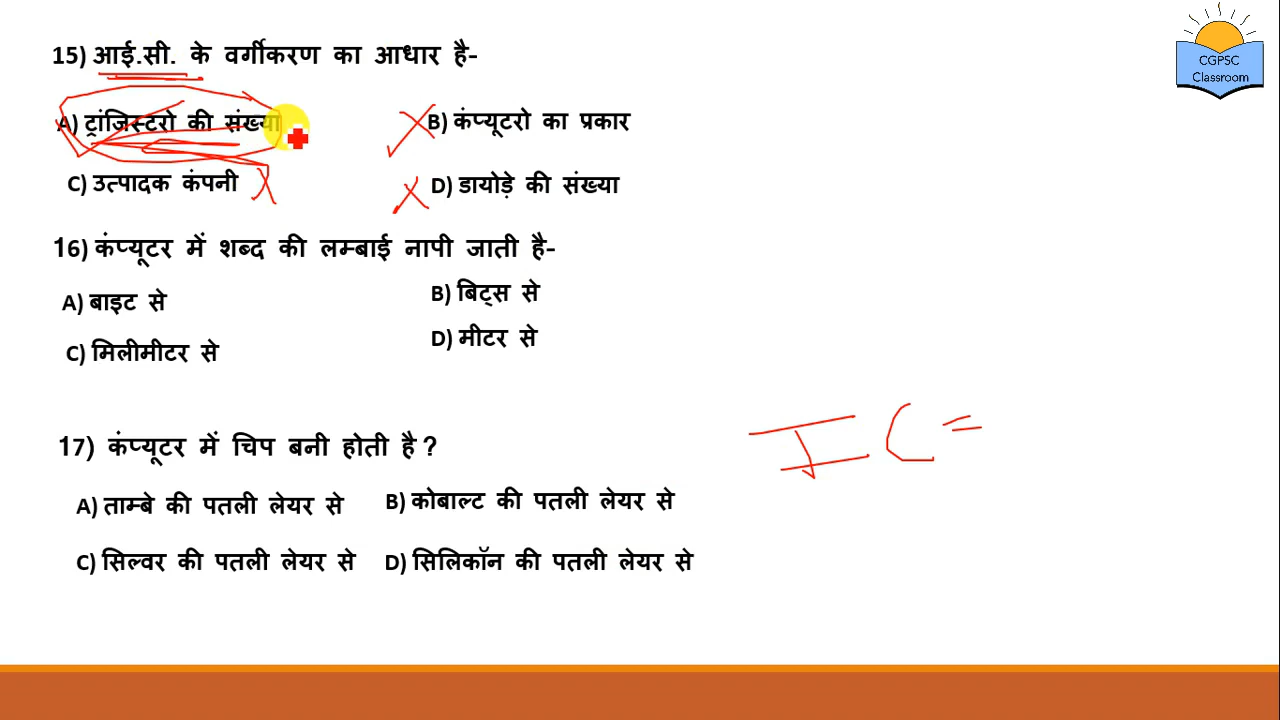 15) आई.सी. के वर्गीकरण का आधार है-
A) ट्रांजिस्टरो की संख्या B) कंप्यूटरो का प्रकार
C) उत्पादक कंपनी D) डायोड़े की संख्या
16) कंप्यूटर में शब्द की लम्बाई नापी जाती है-
A) बाइट से B) बिट्स से
C) मिलीमीटर से D) मीटर से
17) कंप्यूटर में चिप बनी होती है ?
A) ताम्बे की पतली लेयर से B) कोबाल्ट की पतली लेयर से
C) सिल्वर की पतली लेयर से D) सिलिकॉन की पतली लेयर से
I C =
CGPSC
Classroom